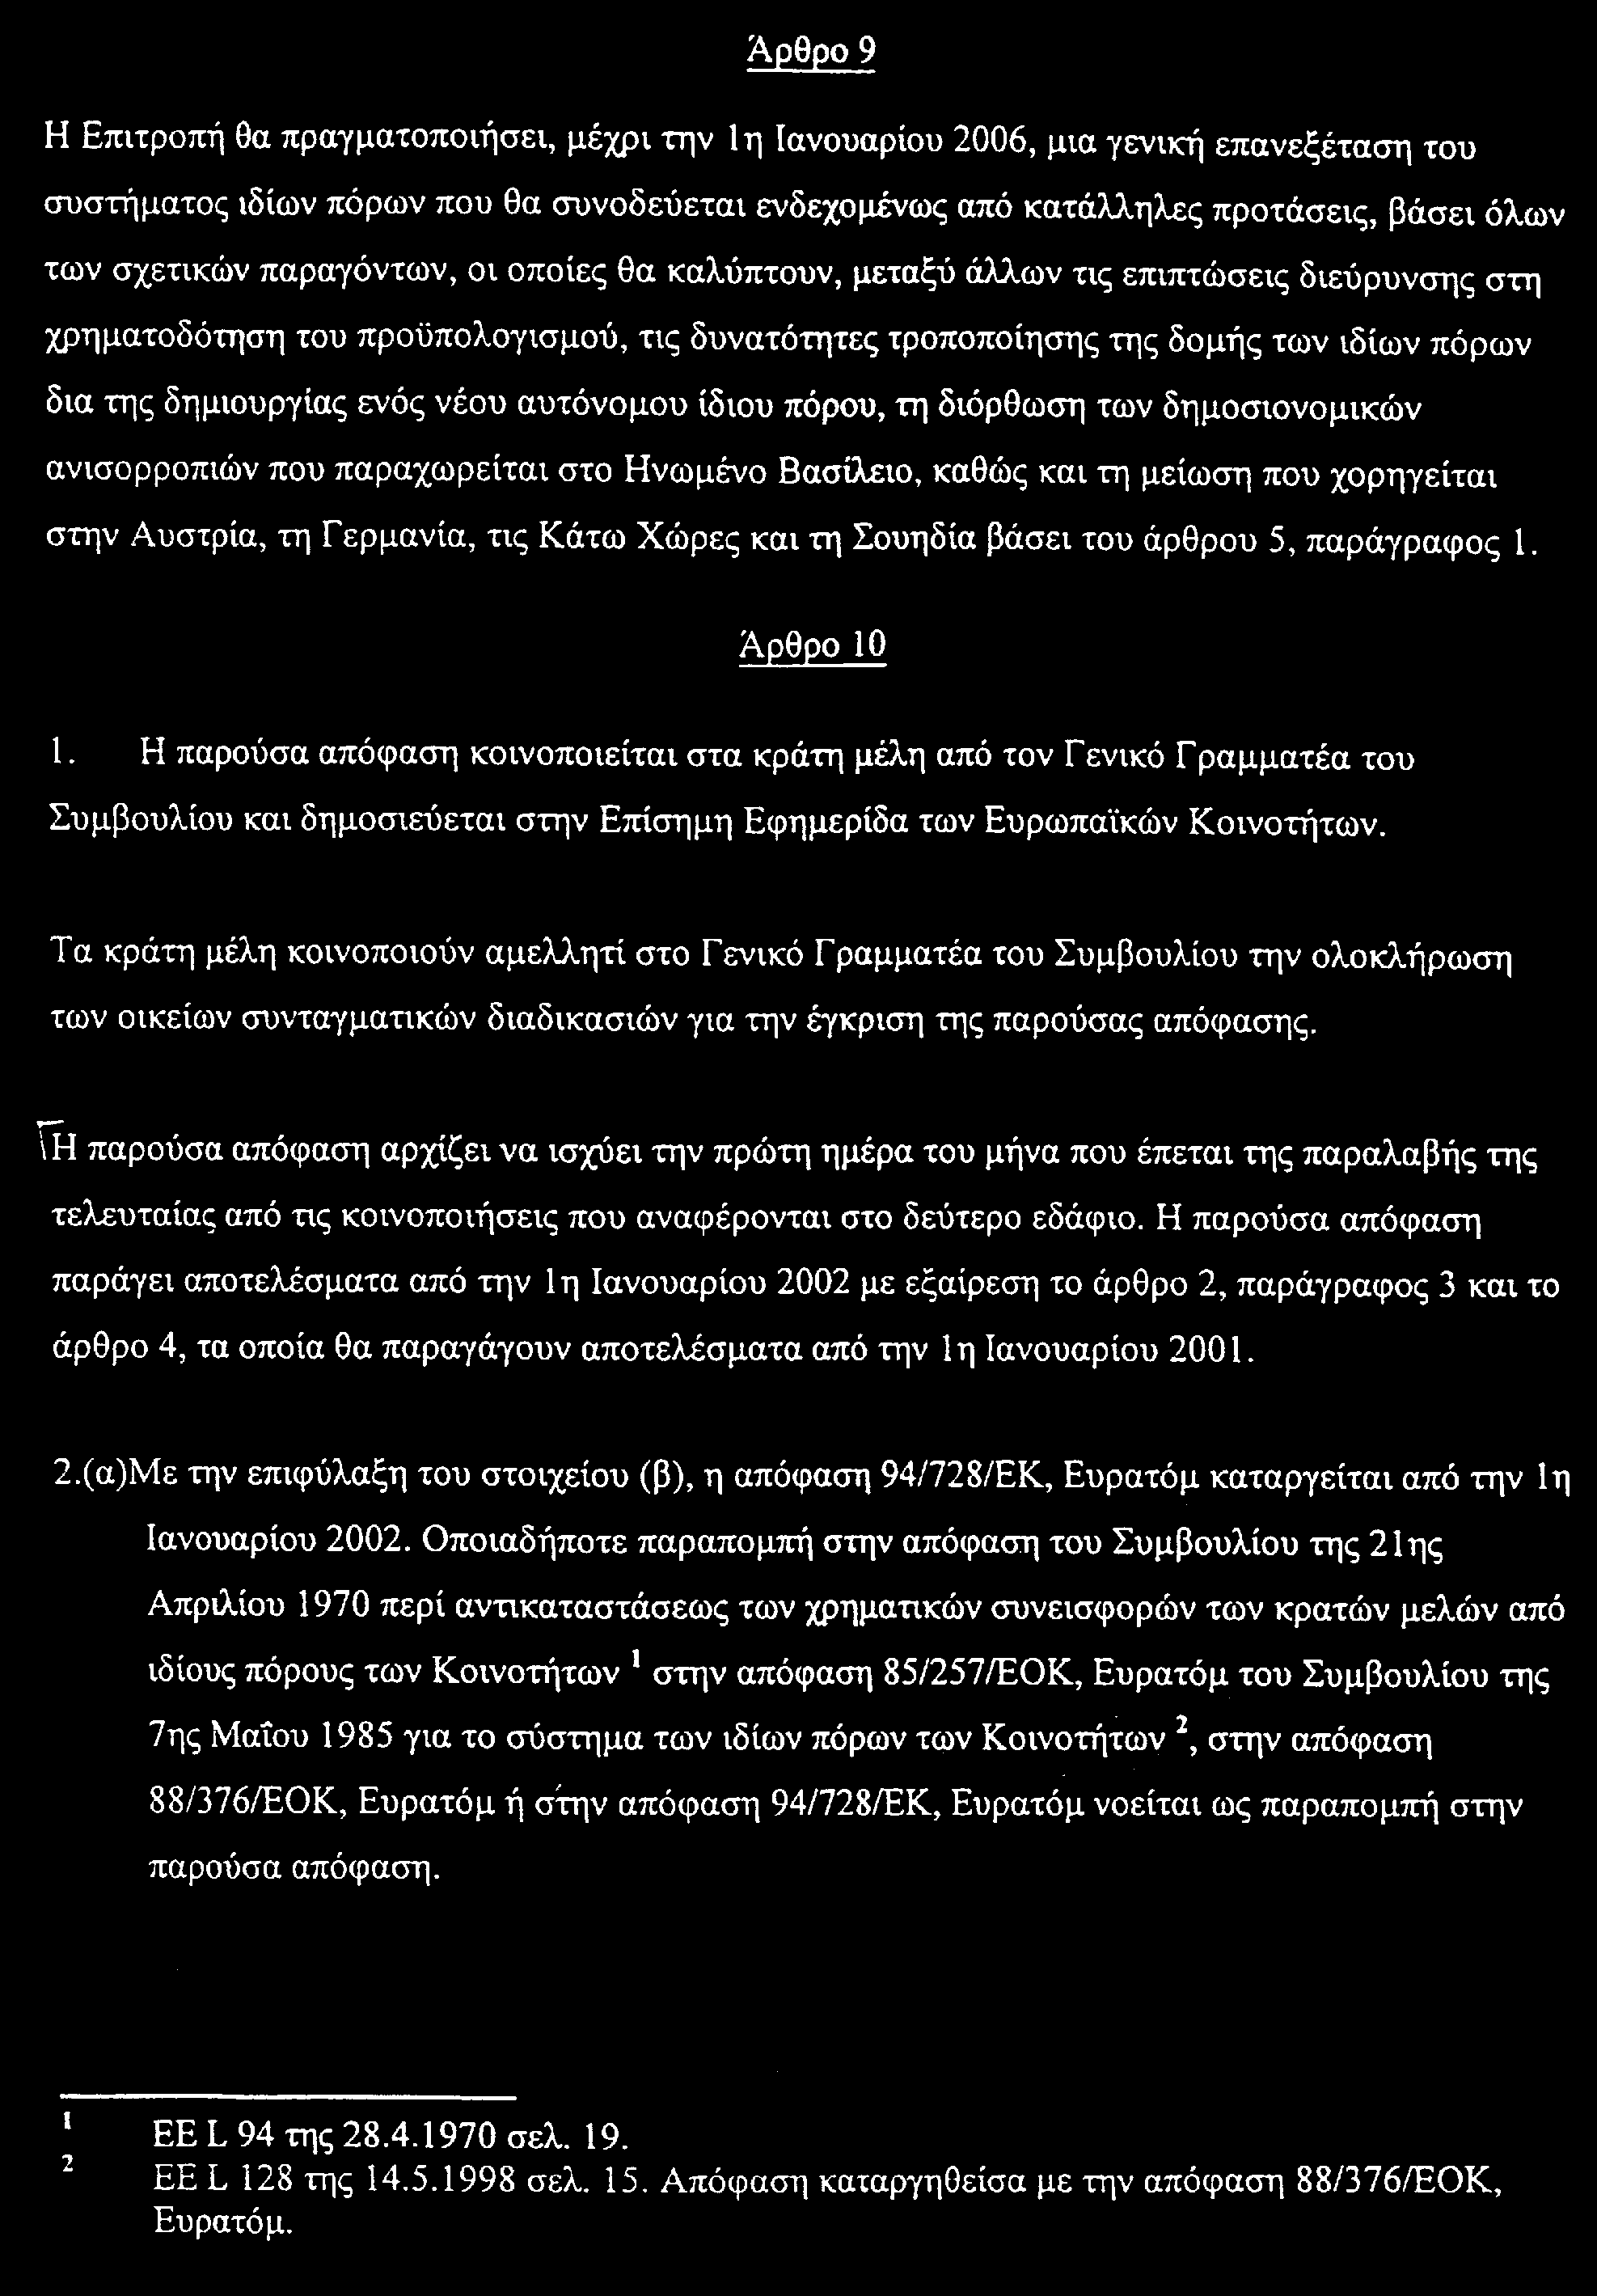 Άρθρο 9
Η Επιτροπή θα πραγματοποιήσει, μέχρι την 1η Ιανουαρίου 2006, μια γενική επανεξέταση του
συστήματος ιδίων πόρων που θα συνοδεύεται ενδεχομένως από κατάλληλες προτάσεις, βάσει όλων
των σχετικών παραγόντων, οι οποίες θα καλύπτουν, μεταξύ άλλων τις επιπτώσεις διεύρυνσης στη
χρηματοδότηση του προϋπολογισμού, τις δυνατότητες τροποποίησης της δομής των ιδίων πόρων
δια της δημιουργίας ενός νέου αυτόνομου ίδιου πόρου, τη διόρθωση των δημοσιονομικών
ανισορροπιών που παραχωρείται στο Ηνωμένο Βασίλειο, καθώς και τη μείωση που χορηγείται
στην Αυστρία, τη Γερμανία, τις Κάτω Χώρες και τη Σουηδία βάσει του άρθρου 5, παράγραφος 1.
Άρθρο 10
1. Η παρούσα απόφαση κοινοποιείται στα κράτη μέλη από τον Γενικό Γραμματέα του
Συμβουλίου και δημοσιεύεται στην Επίσημη Εφημερίδα των Ευρωπαϊκών Κοινοτήτων.
Τα κράτη μέλη κοινοποιούν αμελλητί στο Γενικό Γραμματέα του Συμβουλίου την ολοκλήρωση
των οικείων συνταγματικών διαδικασιών για την έγκριση της παρούσας απόφασης.
Η παρούσα απόφαση αρχίζει να ισχύει την πρώτη ημέρα του μήνα που έπεται της παραλαβής της
τελευταίας από τις κοινοποιήσεις που αναφέρονται στο δεύτερο εδάφιο. Η παρούσα απόφαση
παράγει αποτελέσματα από την 1η Ιανουαρίου 2002 με εξαίρεση το άρθρο 2, παράγραφος 3 και το
άρθρο 4, τα οποία θα παραγάγουν αποτελέσματα από την 1η Ιανουαρίου 2001.
2.(α)Με την επιφύλαξη του στοιχείου (β), η απόφαση 94/728/ΕΚ, Ευρατόμ καταργείται από την 1η
Ιανουαρίου 2002. Οποιαδήποτε παραπομπή στην απόφαση του Συμβουλίου της 21ης
Απριλίου 1970 περί αντικαταστάσεως των χρηματικών συνεισφορών των κρατών μελών από
ιδίους πόρους των Κοινοτήτων ¹ στην απόφαση 85/257/ΕΟΚ, Ευρατόμ του Συμβουλίου της
7ης Μαΐου 1985 για το σύστημα των ιδίων πόρων των Κοινοτήτων ², στην απόφαση
88/376/ΕΟΚ, Ευρατόμ ή στην απόφαση 94/728/ΕΚ, Ευρατόμ νοείται ως παραπομπή στην
παρούσα απόφαση.
¹ ΕΕ L 94 της 28.4.1970 σελ. 19.
² ΕΕ L 128 της 14.5.1998 σελ. 15. Απόφαση καταργηθείσα με την απόφαση 88/376/ΕΟΚ,
Ευρατόμ.